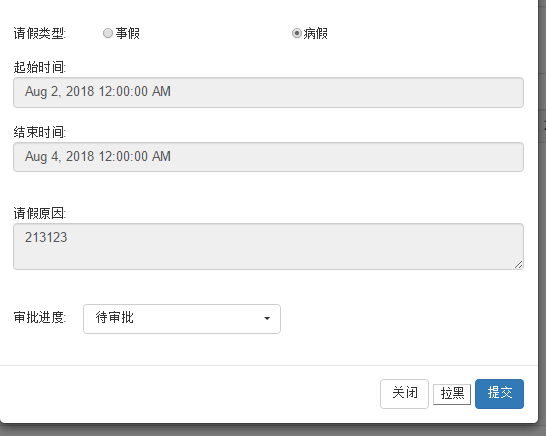 请假类型: 事假 病假
起始时间:
Aug 2, 2018 12:00:00 AM
结束时间:
Aug 4, 2018 12:00:00 AM
请假原因:
213123
审批进度: 待审批
关闭 拉黑 提交